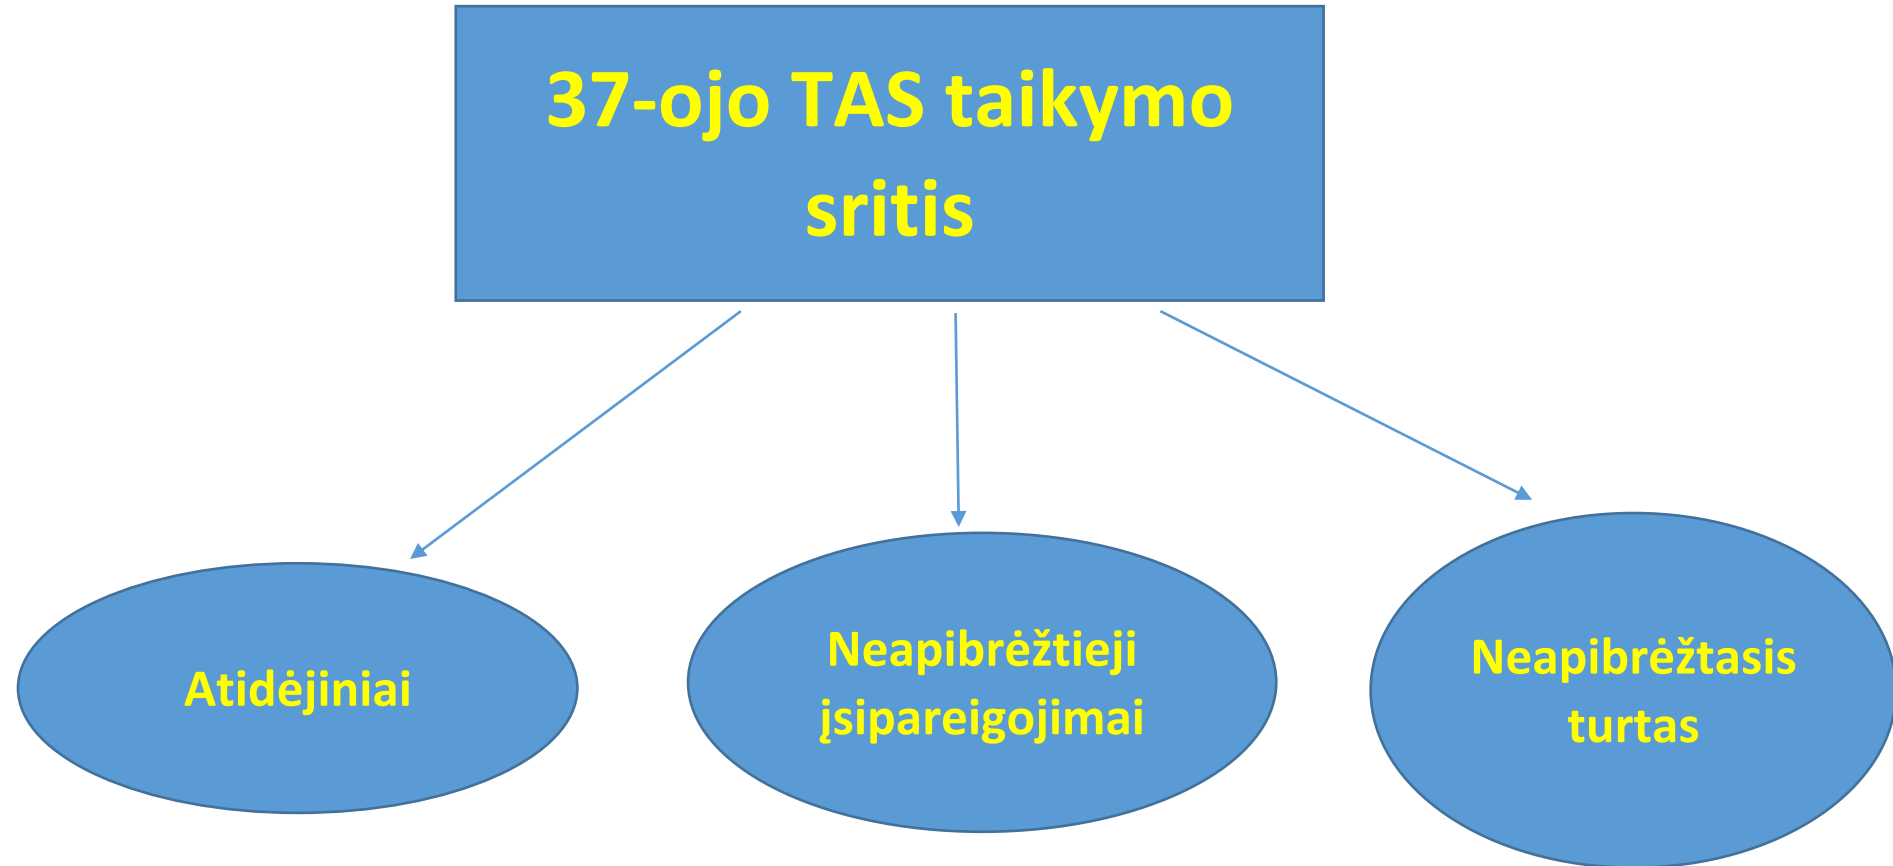 37-ojo TAS taikymo
sritis
Atidėjiniai
Neapibrėžtieji
įsipareigojimai
Neapibrėžtasis
turtas